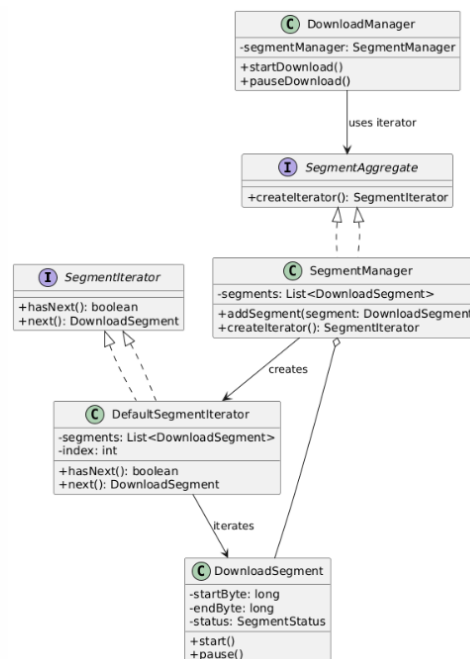 C DownloadManager
-segmentManager: SegmentManager
+startDownload()
+pauseDownload()
uses iterator
I SegmentAggregate
+createIterator(): SegmentIterator
C SegmentManager
-segments: List<DownloadSegment>
+addSegment(segment: DownloadSegment
+createIterator(): SegmentIterator
I SegmentIterator
+hasNext(): boolean
+next(): DownloadSegment
creates
C DefaultSegmentIterator
-segments: List<DownloadSegment>
-index: int
+hasNext(): boolean
+next(): DownloadSegment
iterates
C DownloadSegment
-startByte: long
-endByte: long
-status: SegmentStatus
+start()
+pause()